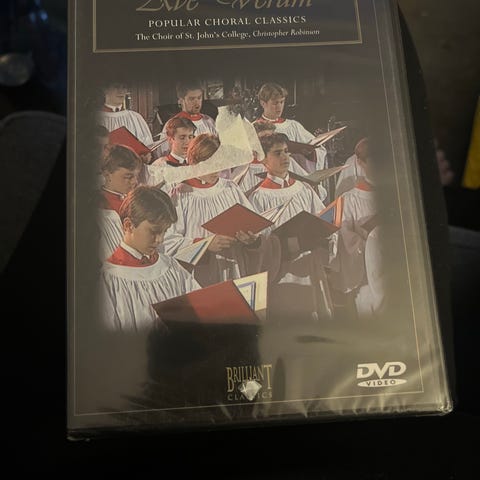 Ave Verum
POPULAR CHORAL CLASSICS
The Choir of St. John's College, Christopher Robinson
BRILLIANT
CLASSICS
DVD
VIDEO